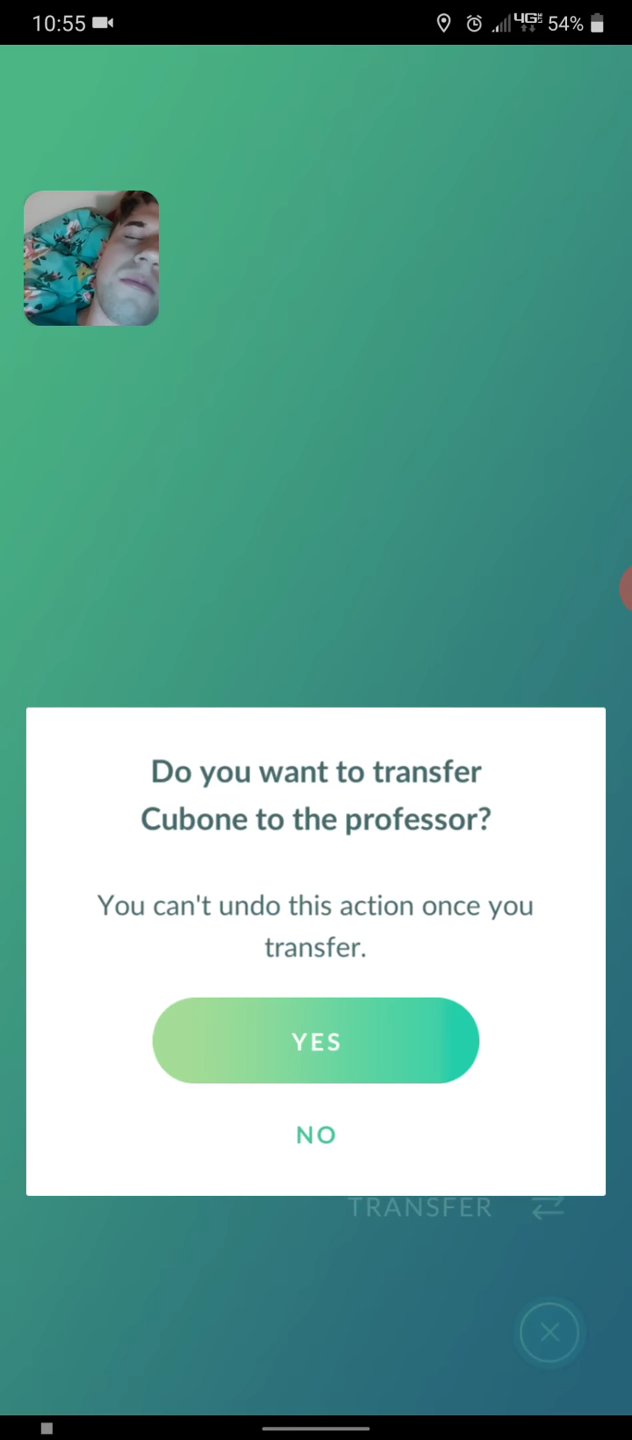 10:55
4G 54%
Do you want to transfer
Cubone to the professor?
You can't undo this action once you
transfer.
YES
NO
TRANSFER